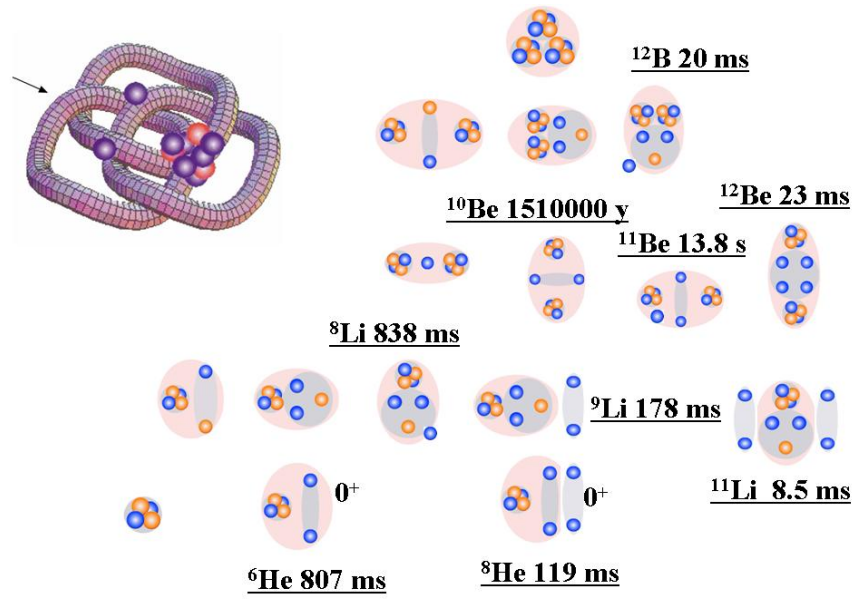 ¹²B 20 ms
¹²Be 23 ms
¹⁰Be 1510000 y
¹¹Be 13.8 s
⁸Li 838 ms
⁹Li 178 ms
¹¹Li 8.5 ms
0⁺
0⁺
⁶He 807 ms
⁸He 119 ms